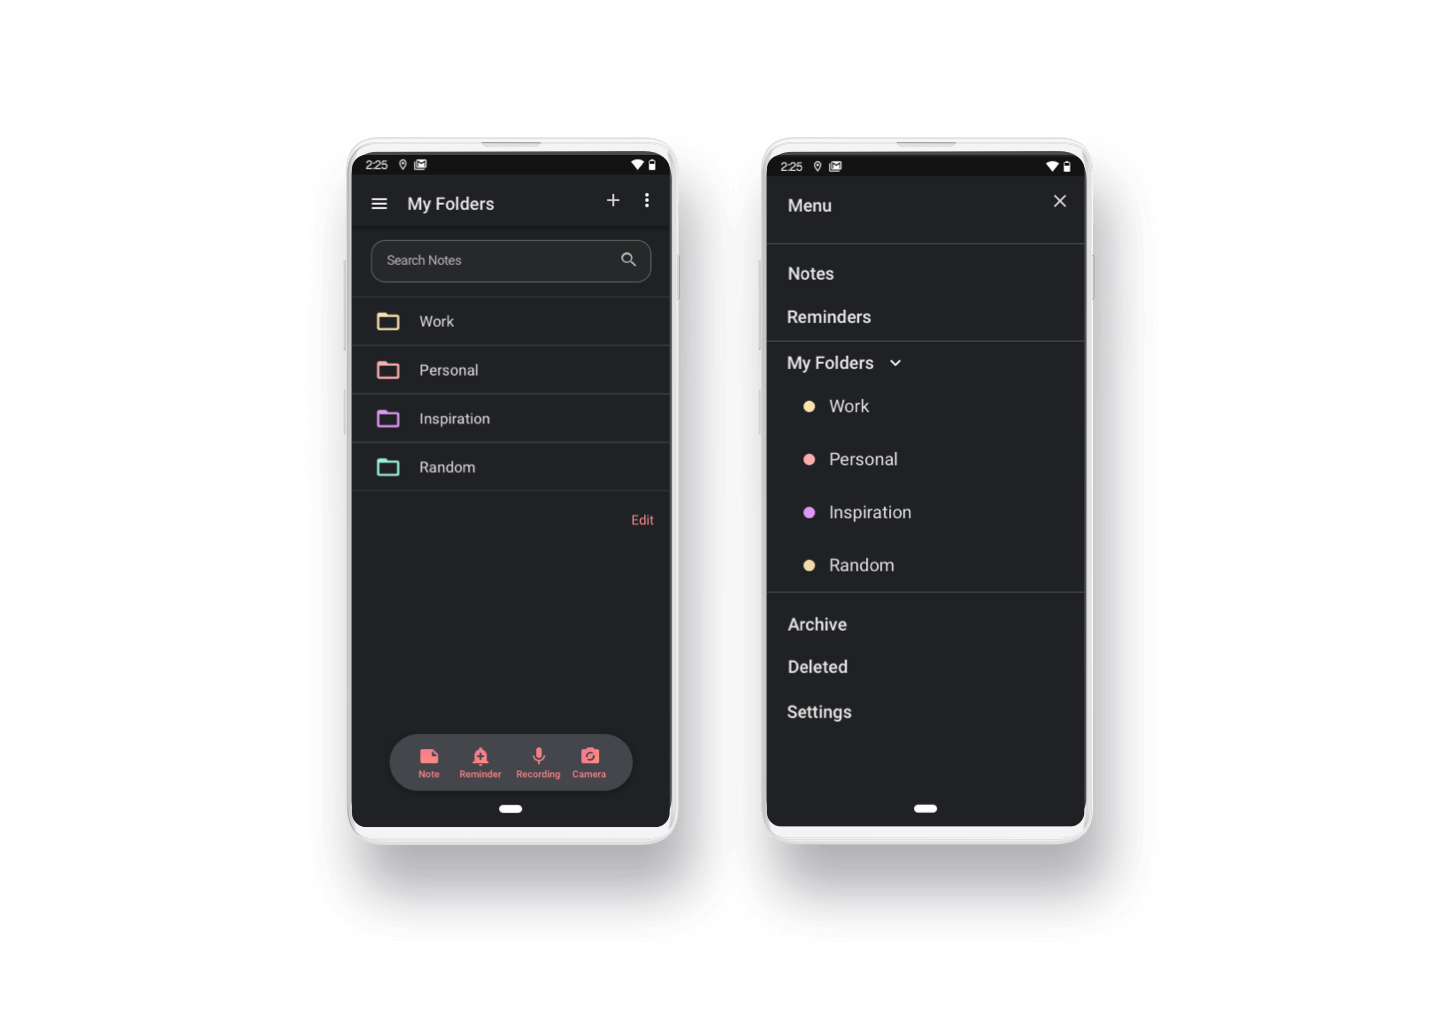 2:25
My Folders
Search Notes
Work
Personal
Inspiration
Random
Edit
Note Reminder Recording Camera
2:25
Menu
Notes
Reminders
My Folders
Work
Personal
Inspiration
Random
Archive
Deleted
Settings